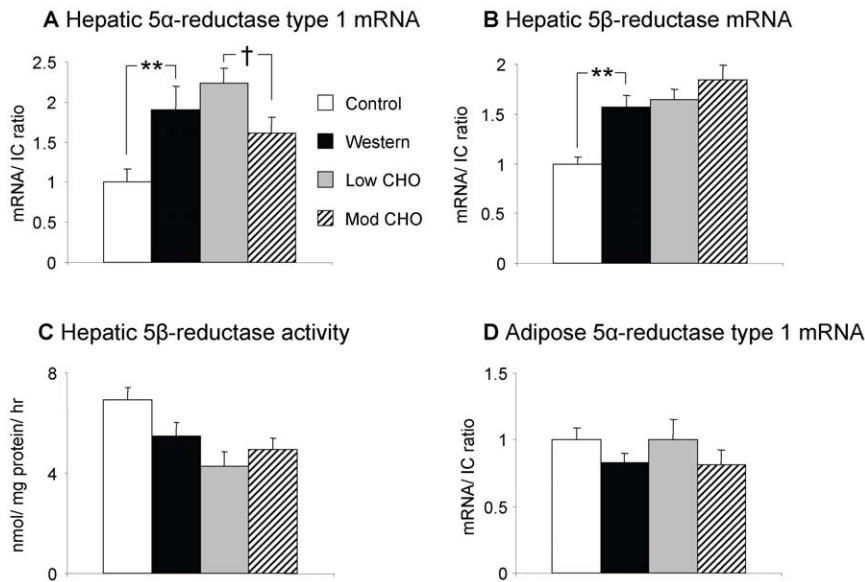 A Hepatic 5α-reductase type 1 mRNA
mRNA/ IC ratio
2.5
2
1.5
1
0.5
0
**
†
Control
Western
Low CHO
Mod CHO
B Hepatic 5β-reductase mRNA
mRNA/ IC ratio
2
1.5
1
0.5
0
**
C Hepatic 5β-reductase activity
nmol/ mg protein/ hr
8
4
0
D Adipose 5α-reductase type 1 mRNA
mRNA/ IC ratio
1.5
1
0.5
0